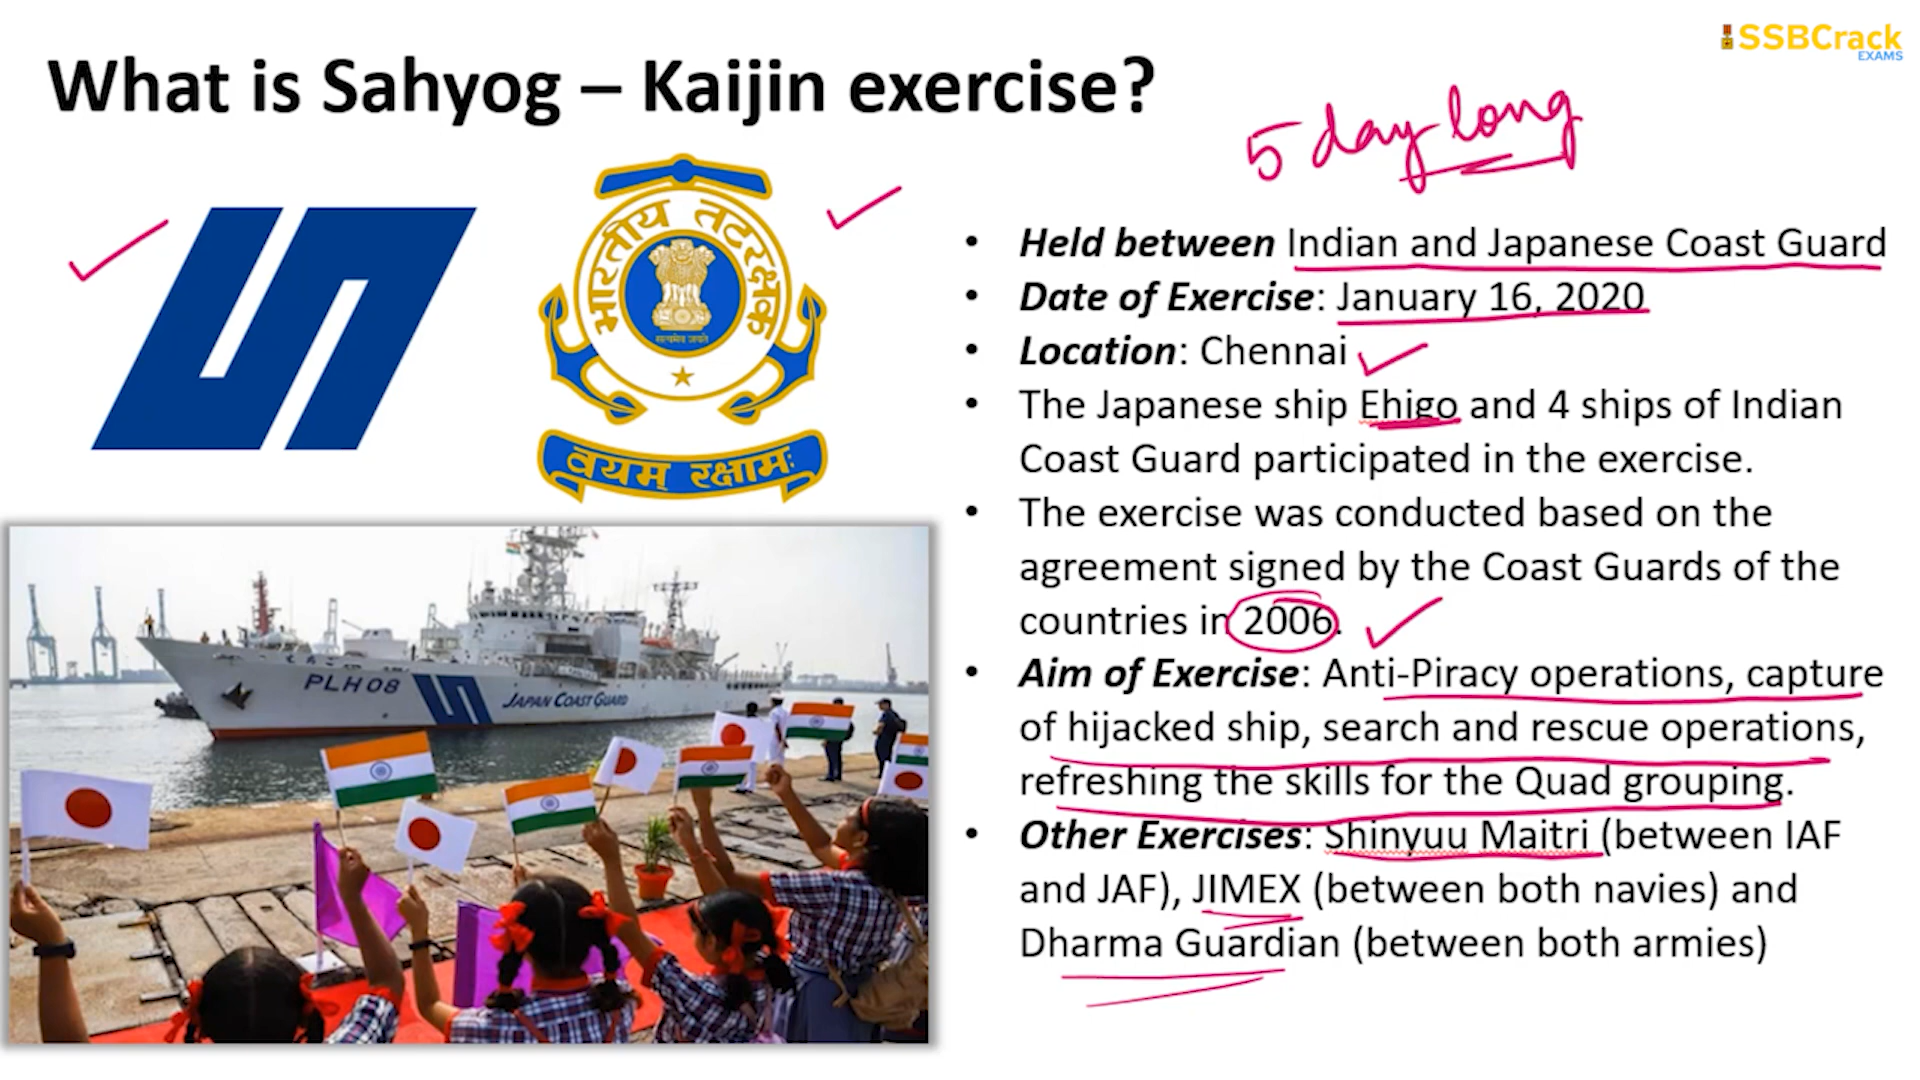 SSBCrack
EXAMS
What is Sahyog – Kaijin exercise?
5 day long
भारतीय तटरक्षक
सत्यमेव जयते
वयम् रक्षामः
• Held between Indian and Japanese Coast Guard
• Date of Exercise: January 16, 2020
• Location: Chennai
• The Japanese ship Ehigo and 4 ships of Indian
Coast Guard participated in the exercise.
• The exercise was conducted based on the
agreement signed by the Coast Guards of the
countries in 2006.
• Aim of Exercise: Anti-Piracy operations, capture
of hijacked ship, search and rescue operations,
refreshing the skills for the Quad grouping.
• Other Exercises: Shinyuu Maitri (between IAF
and JAF), JIMEX (between both navies) and
Dharma Guardian (between both armies)
PLH 08
JAPAN COAST GUARD